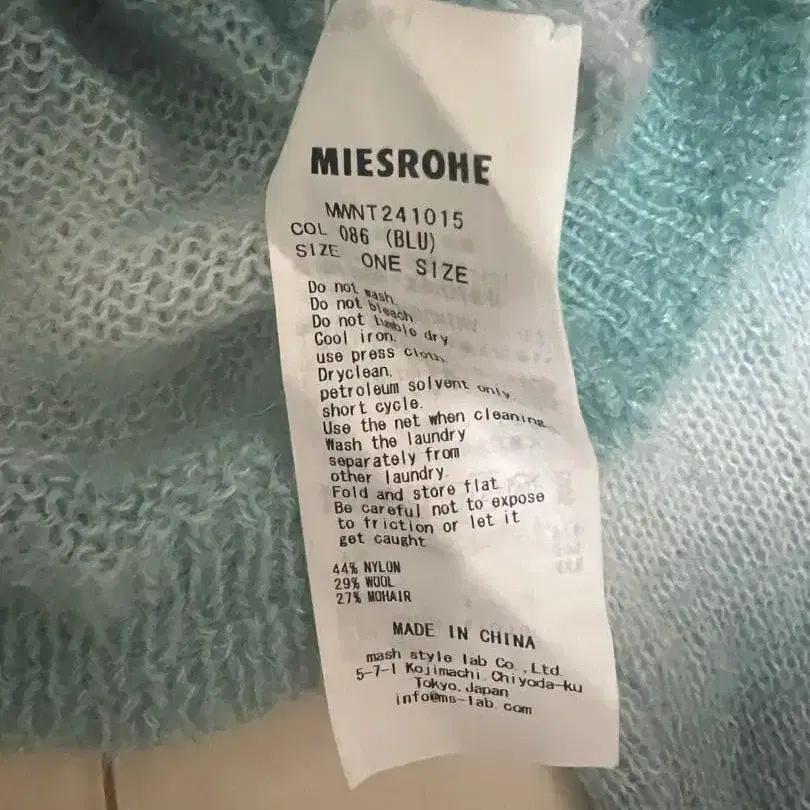 MIESROHE
MWNT241015
COL 086 (BLU)
SIZE ONE SIZE
Do not wash.
Do not bleach
Do not tumble dry
Cool iron.
use press cloth.
Dryclean.
petroleum solvent only.
short cycle.
Use the net when cleaning
Wash the laundry
separately from
other laundry.
Fold and store flat.
Be careful not to expose
to friction or let it
get caught
44% NYLON
29% WOOL
27% MOHAIR
MADE IN CHINA
mash style lab Co.,Ltd.
5-7-1 Kojimachi.Chiyoda-ku
Tokyo.Japan
info@ms-lab.com